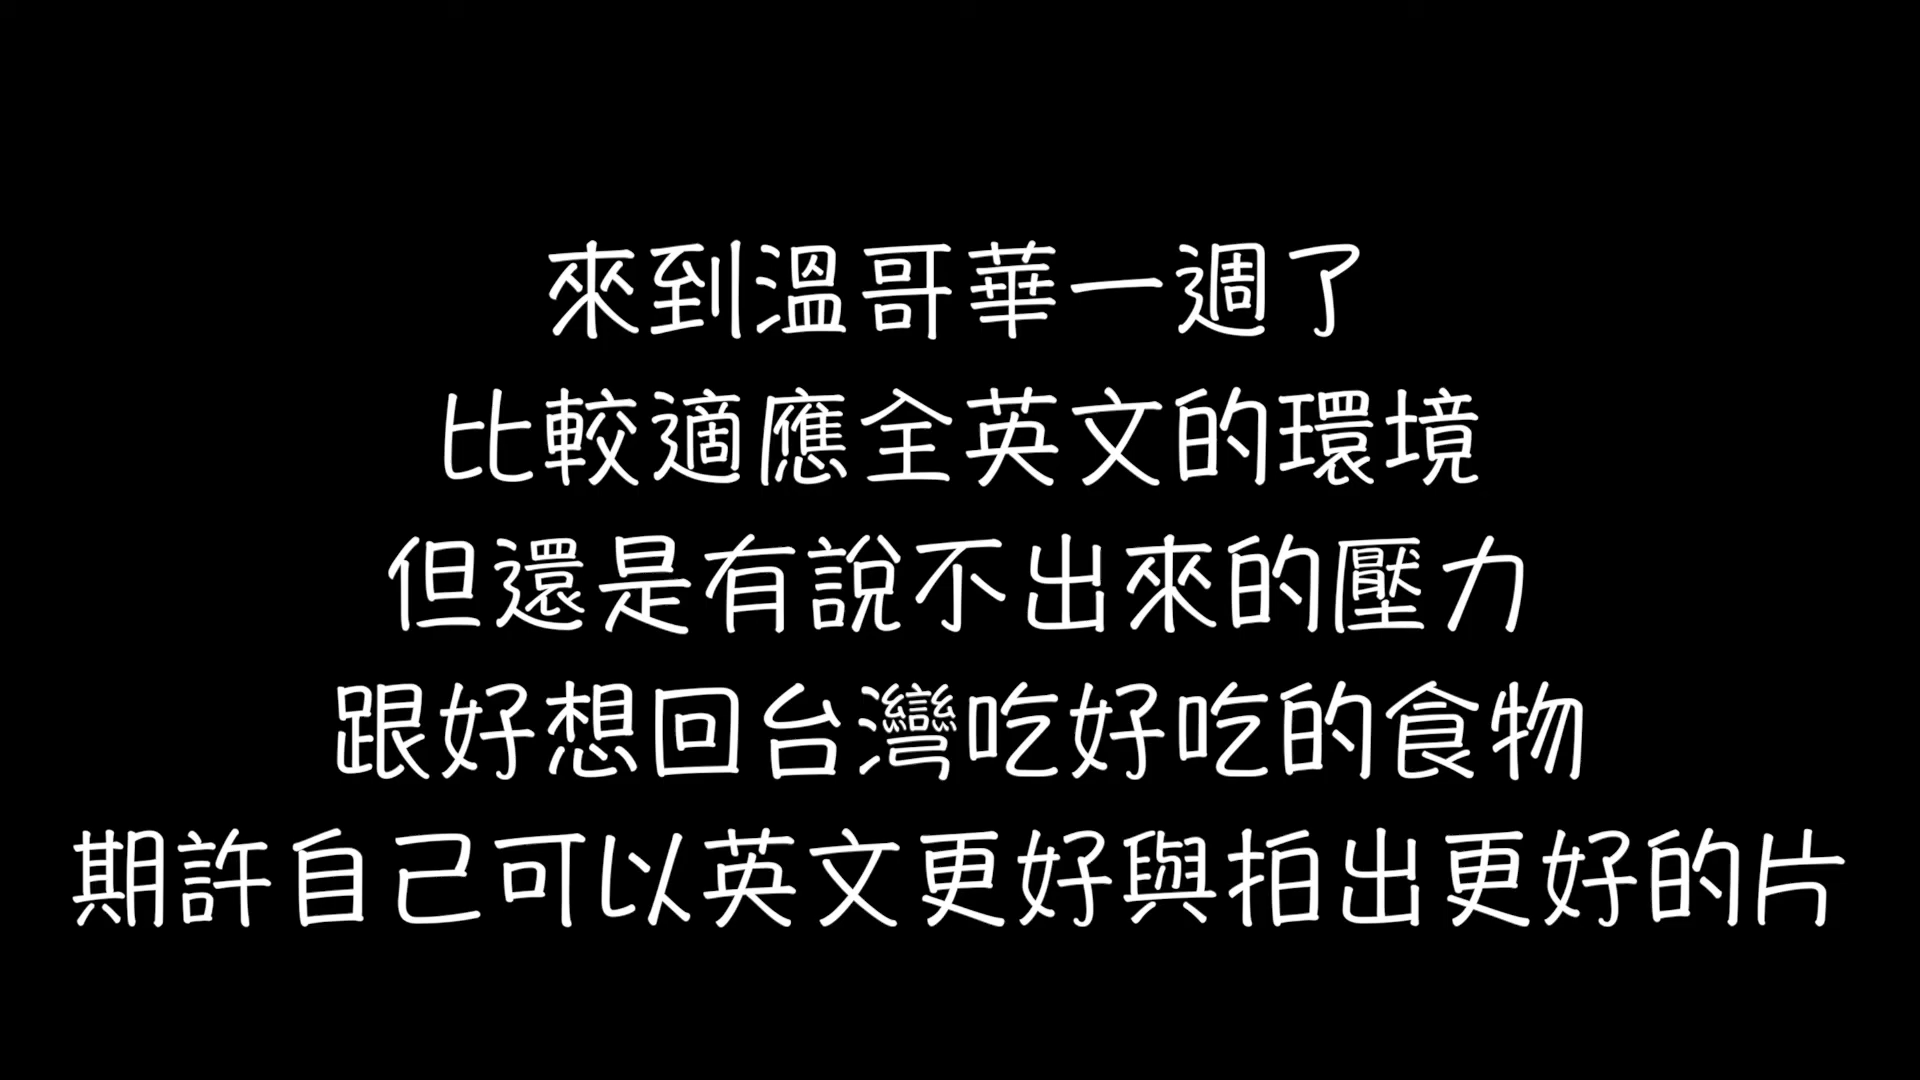 來到溫哥華一週了
比較適應全英文的環境
但還是有說不出來的壓力
跟好想回台灣吃好吃的食物
期許自己可以英文更好與拍出更好的片